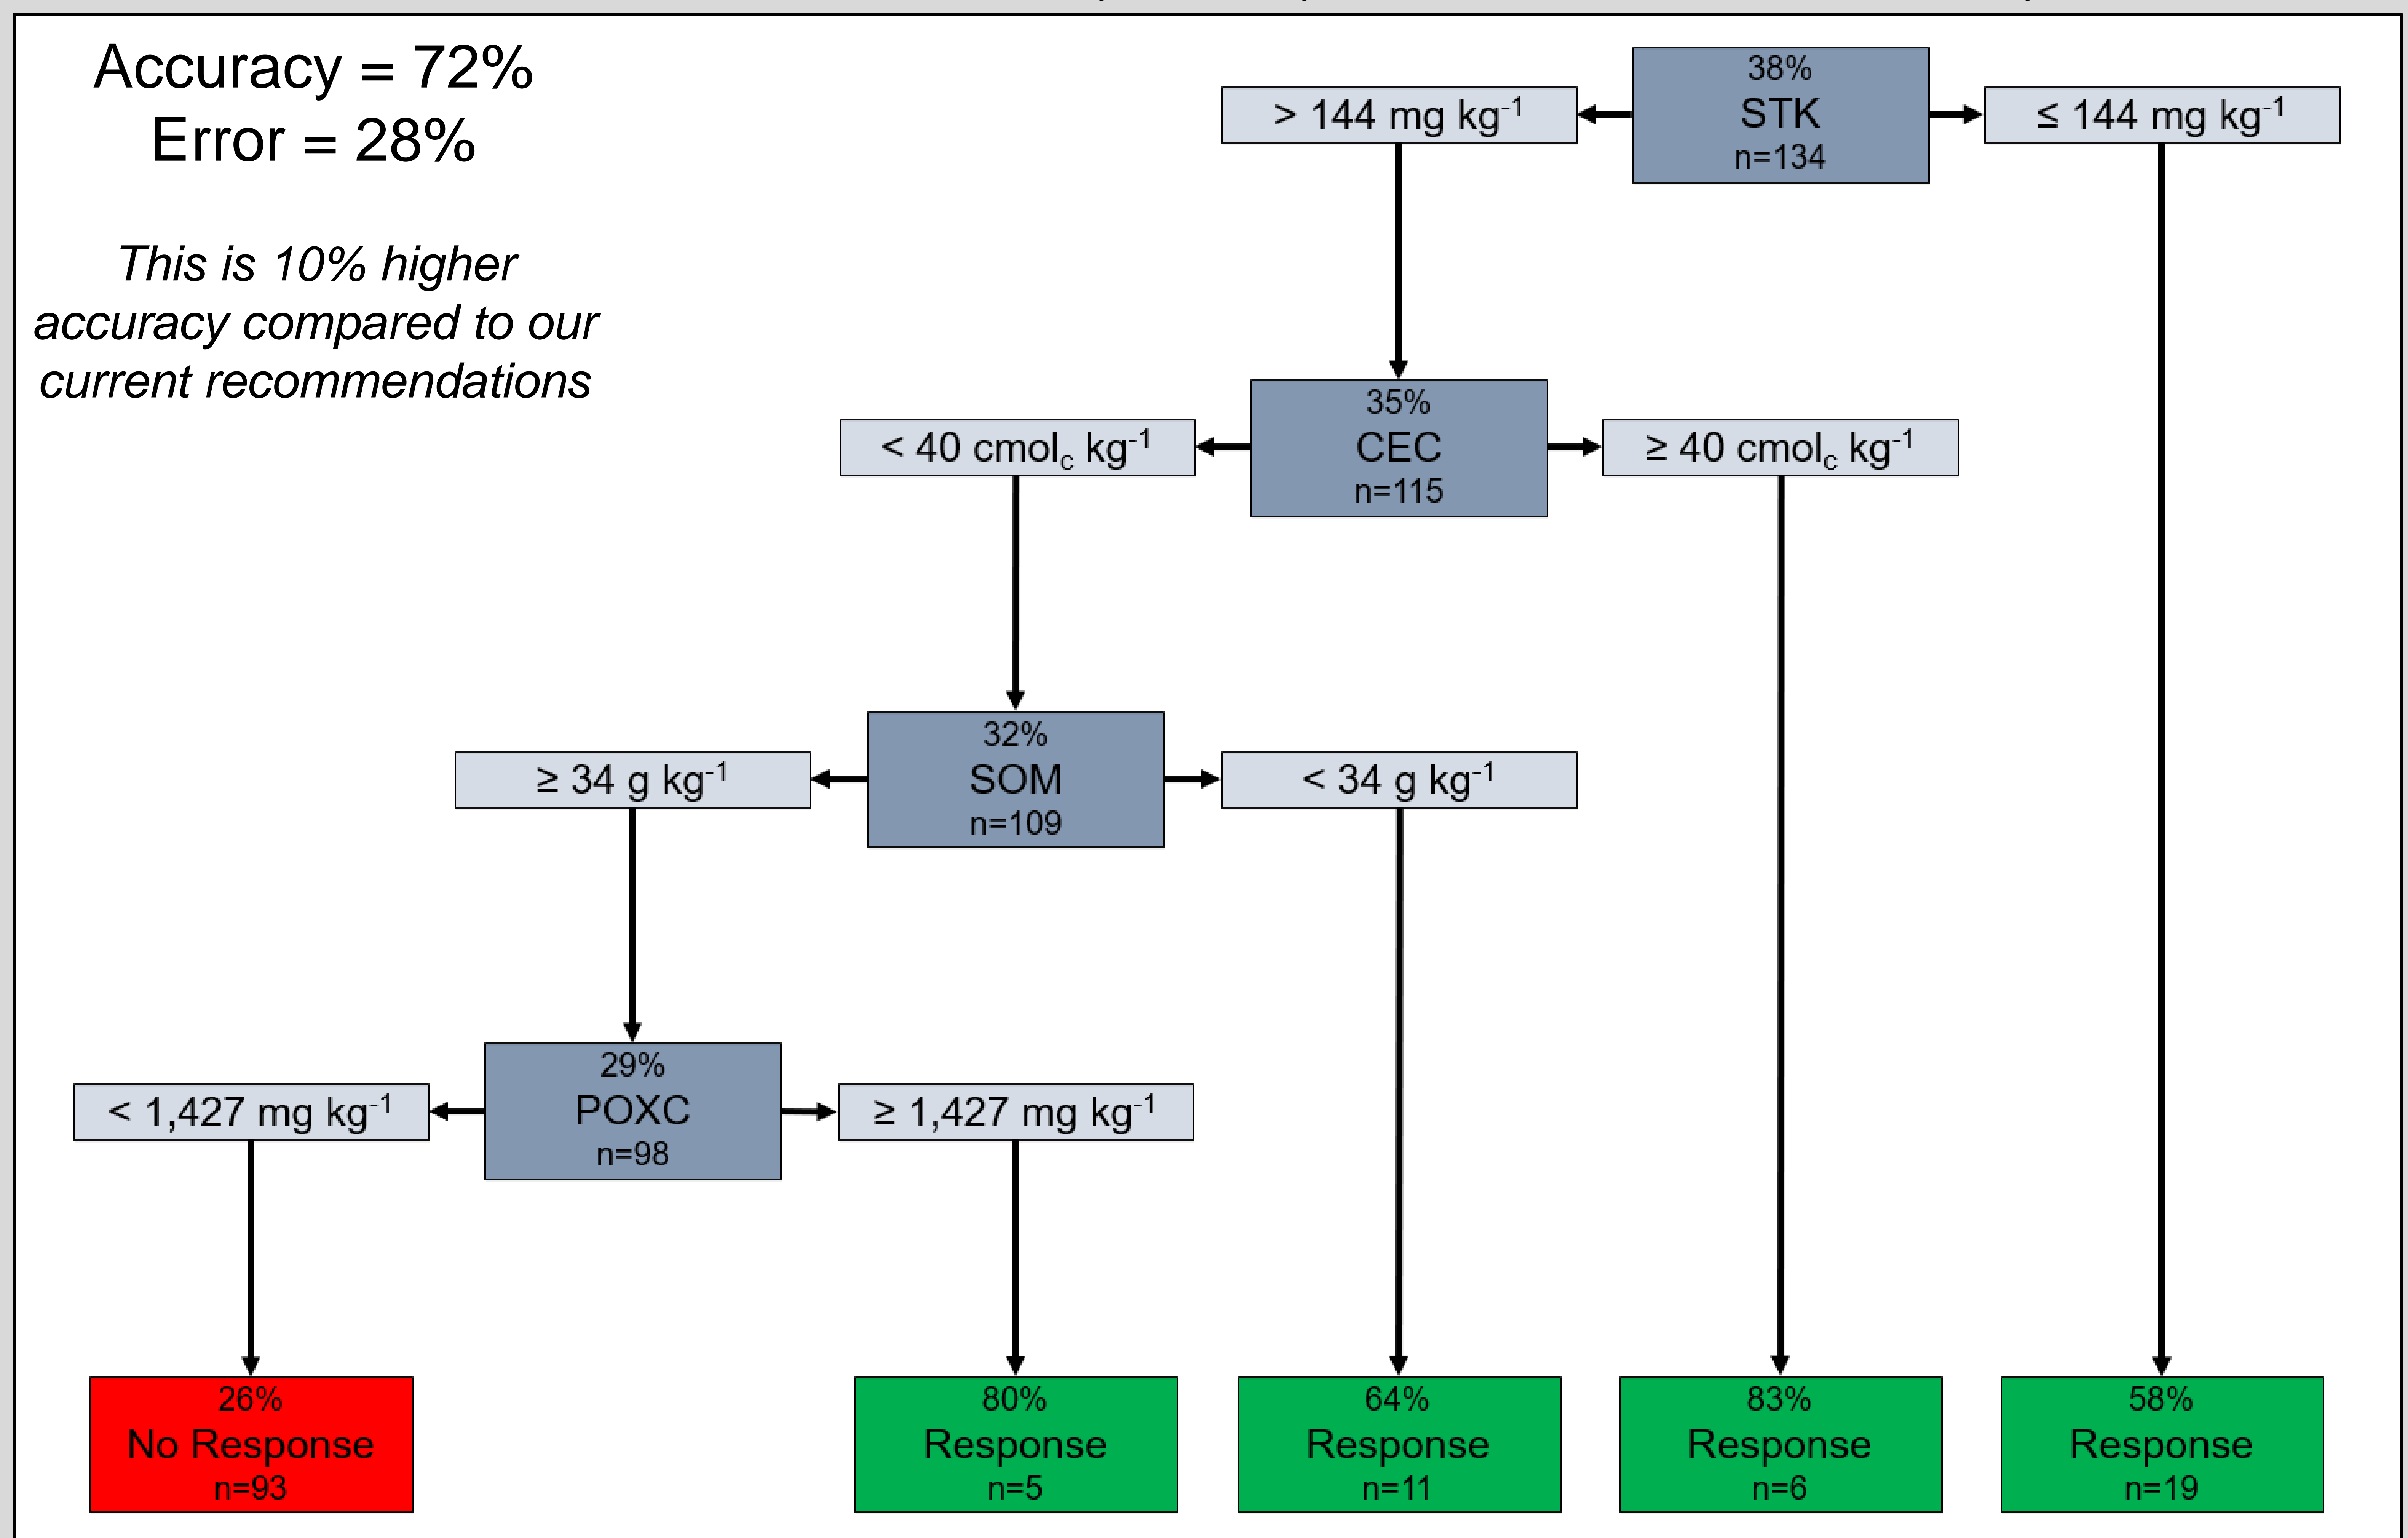 Accuracy = 72%
Error = 28%
This is 10% higher
accuracy compared to our
current recommendations
38%
STK
n=134
> 144 mg kg⁻¹
≤ 144 mg kg⁻¹
35%
CEC
n=115
< 40 cmol꜀ kg⁻¹
≥ 40 cmol꜀ kg⁻¹
32%
SOM
n=109
≥ 34 g kg⁻¹
< 34 g kg⁻¹
29%
POXC
n=98
< 1,427 mg kg⁻¹
≥ 1,427 mg kg⁻¹
26%
No Response
n=93
80%
Response
n=5
64%
Response
n=11
83%
Response
n=6
58%
Response
n=19